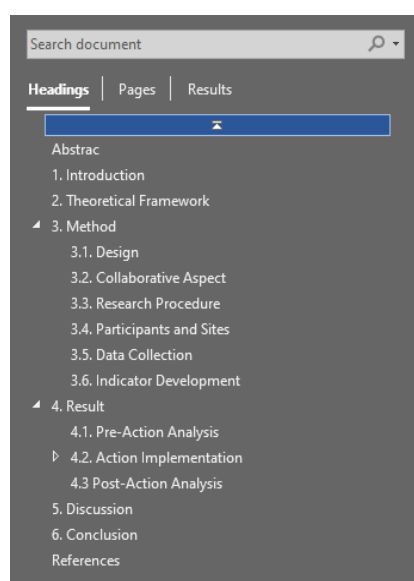 Search document
Headings Pages Results
Abstrac
1. Introduction
2. Theoretical Framework
3. Method
3.1. Design
3.2. Collaborative Aspect
3.3. Research Procedure
3.4. Participants and Sites
3.5. Data Collection
3.6. Indicator Development
4. Result
4.1. Pre-Action Analysis
4.2. Action Implementation
4.3 Post-Action Analysis
5. Discussion
6. Conclusion
References